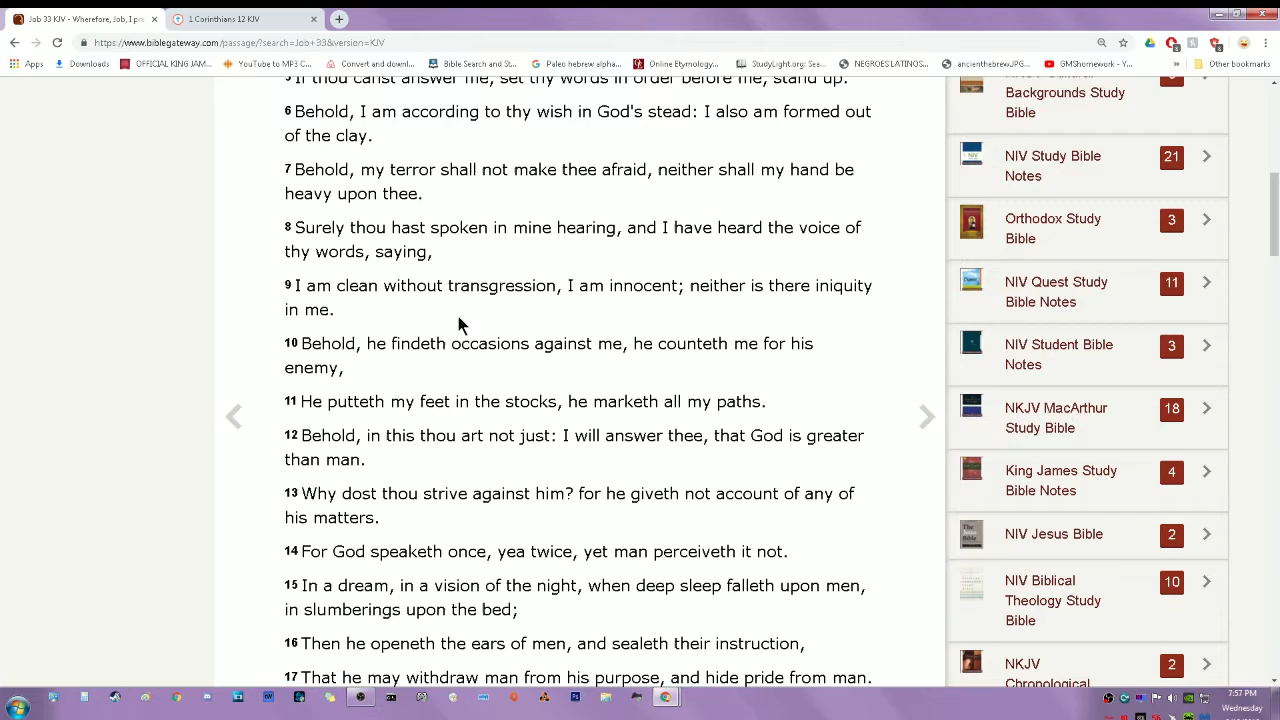 Job 33 KJV - Wherefore, Job, I pr
1 Corinthians 12 KJV
https://www.biblegateway.com/passage/?search=Job+33&version=KJV
Apps
Downloads
OFFICIAL KING JAM
YouTube to MP3 C
Convert and downl
Bible Search and S
Paleo hebrew alpha
Online Etymology
StudyLight.org: Sea
NEGROES LATINOS
ancienthebrewJPG
GMSHomework - Y
Other bookmarks
5 If thou canst answer me, set thy words in order before me, stand up.
6 Behold, I am according to thy wish in God's stead: I also am formed out
of the clay.
7 Behold, my terror shall not make thee afraid, neither shall my hand be
heavy upon thee.
8 Surely thou hast spoken in mine hearing, and I have heard the voice of
thy words, saying,
9 I am clean without transgression, I am innocent; neither is there iniquity
in me.
10 Behold, he findeth occasions against me, he counteth me for his
enemy,
11 He putteth my feet in the stocks, he marketh all my paths.
12 Behold, in this thou art not just: I will answer thee, that God is greater
than man.
13 Why dost thou strive against him? for he giveth not account of any of
his matters.
14 For God speaketh once, yea twice, yet man perceiveth it not.
15 In a dream, in a vision of the night, when deep sleep falleth upon men,
in slumberings upon the bed;
16 Then he openeth the ears of men, and sealeth their instruction,
17 That he may withdraw man from his purpose, and hide pride from man.
Backgrounds Study
Bible
NIV Study Bible
Notes
21
Orthodox Study
Bible
3
NIV Quest Study
Bible Notes
11
NIV Student Bible
Notes
3
NKJV MacArthur
Study Bible
18
King James Study
Bible Notes
4
NIV Jesus Bible
2
NIV Biblical
Theology Study
Bible
10
NKJV
Chronological
2
7:57 PM
Wednesday